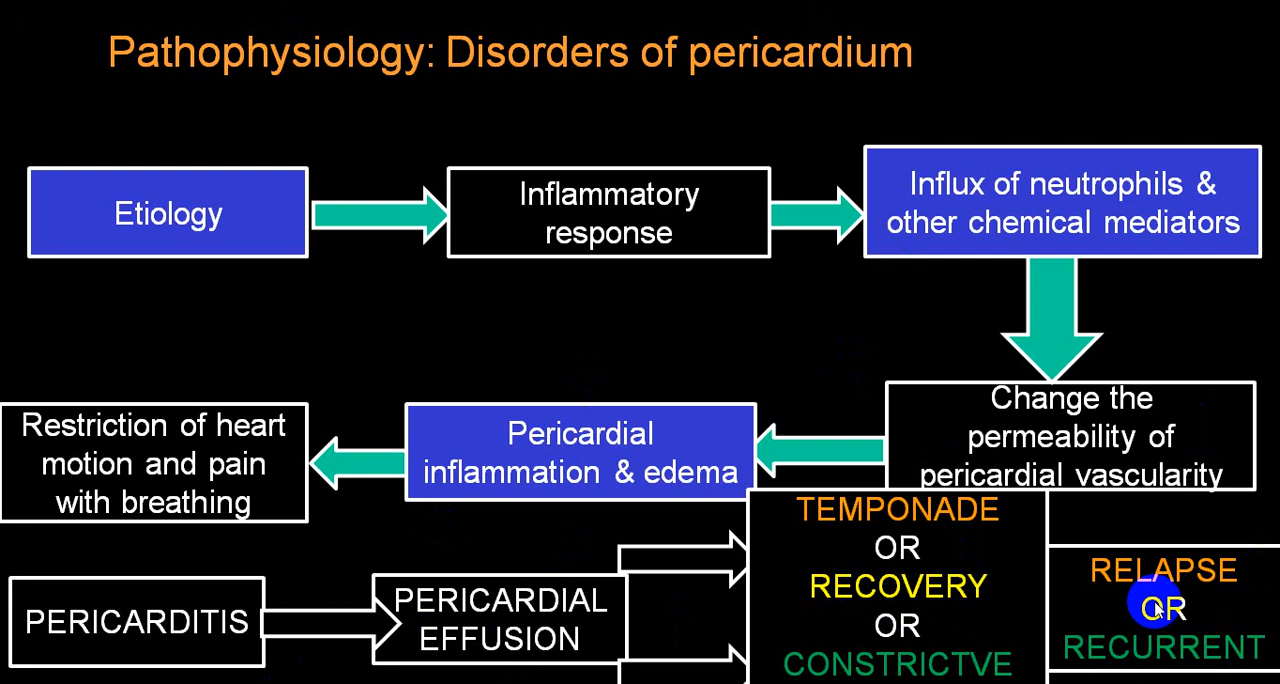 Pathophysiology: Disorders of pericardium
Etiology
Inflammatory
response
Influx of neutrophils &
other chemical mediators
Change the
permeability of
pericardial vascularity
Pericardial
inflammation & edema
Restriction of heart
motion and pain
with breathing
PERICARDITIS
PERICARDIAL
EFFUSION
TEMPONADE
OR
RECOVERY
OR
CONSTRICTVE
RELAPSE
OR
RECURRENT